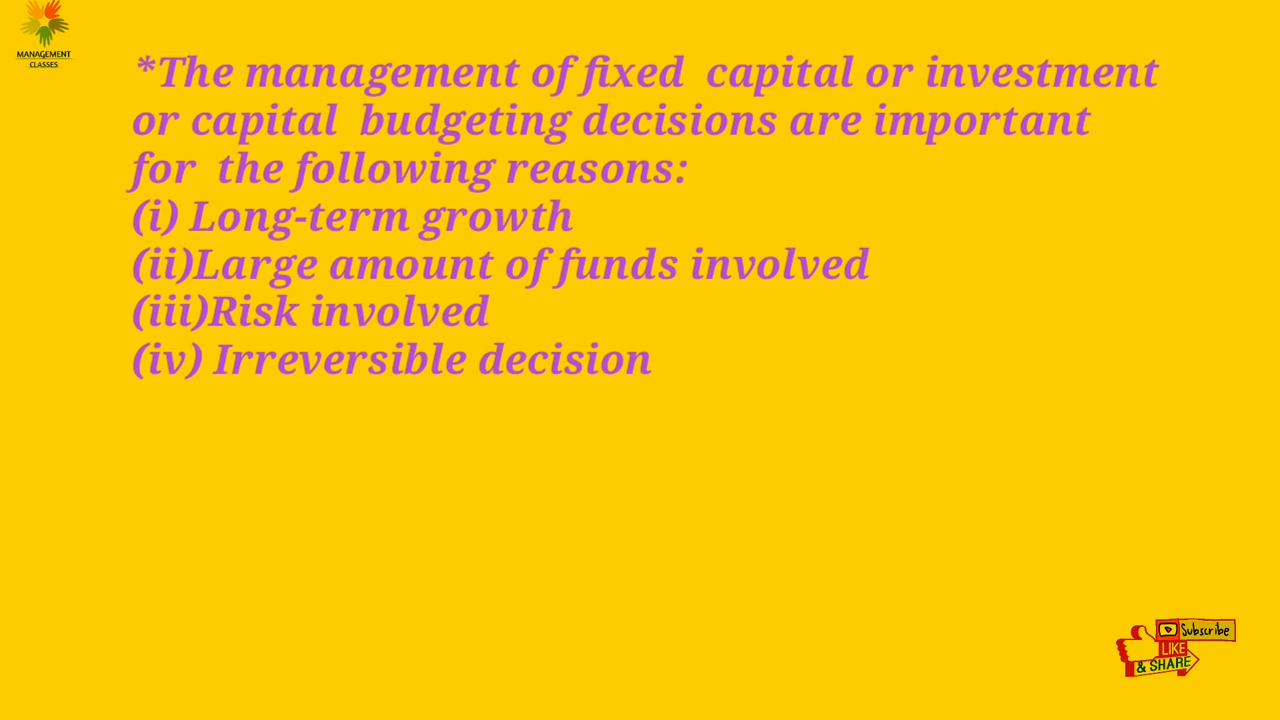 MANAGEMENT
CLASSES
*The management of fixed capital or investment
or capital budgeting decisions are important
for the following reasons:
(i) Long-term growth
(ii)Large amount of funds involved
(iii)Risk involved
(iv) Irreversible decision
Subscribe
LIKE
& SHARE